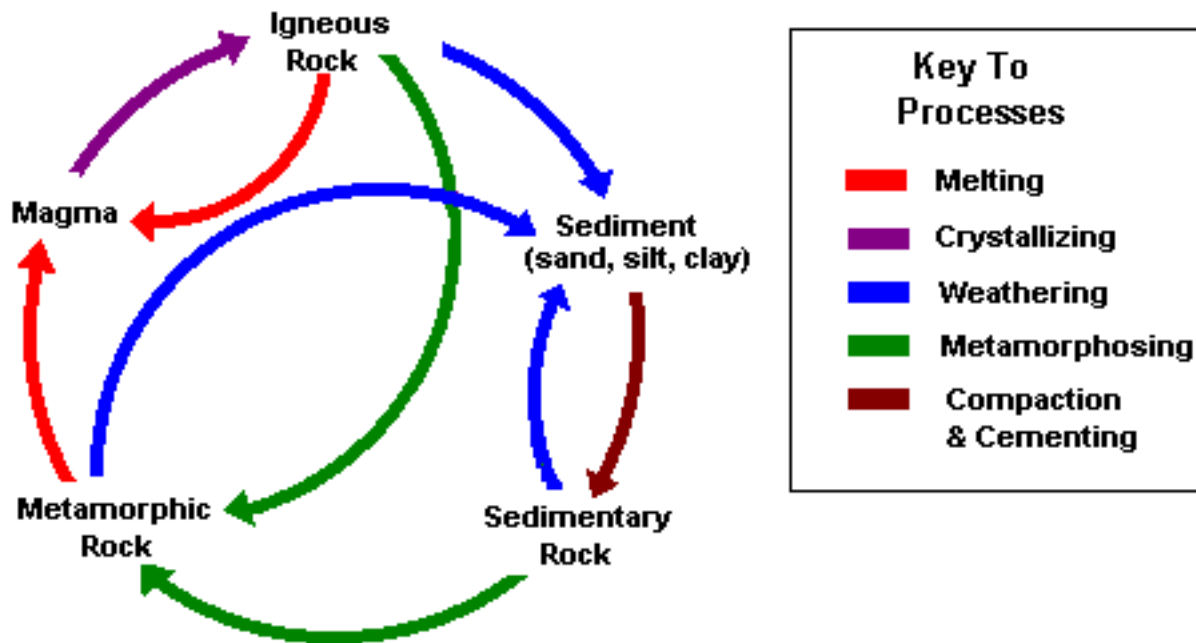 Igneous
Rock
Magma
Sediment
(sand, silt, clay)
Metamorphic
Rock
Sedimentary
Rock
Key To
Processes
Melting
Crystallizing
Weathering
Metamorphosing
Compaction
& Cementing